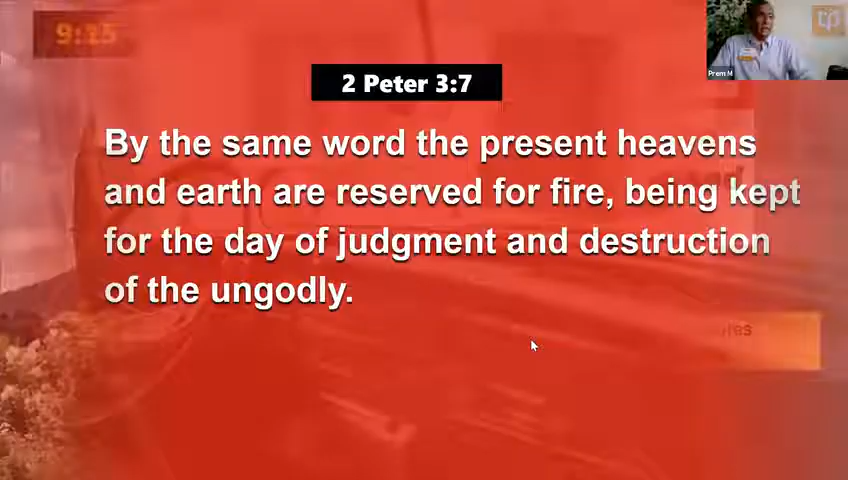 9:15
2 Peter 3:7
By the same word the present heavens
and earth are reserved for fire, being kept
for the day of judgment and destruction
of the ungodly.
Prem M